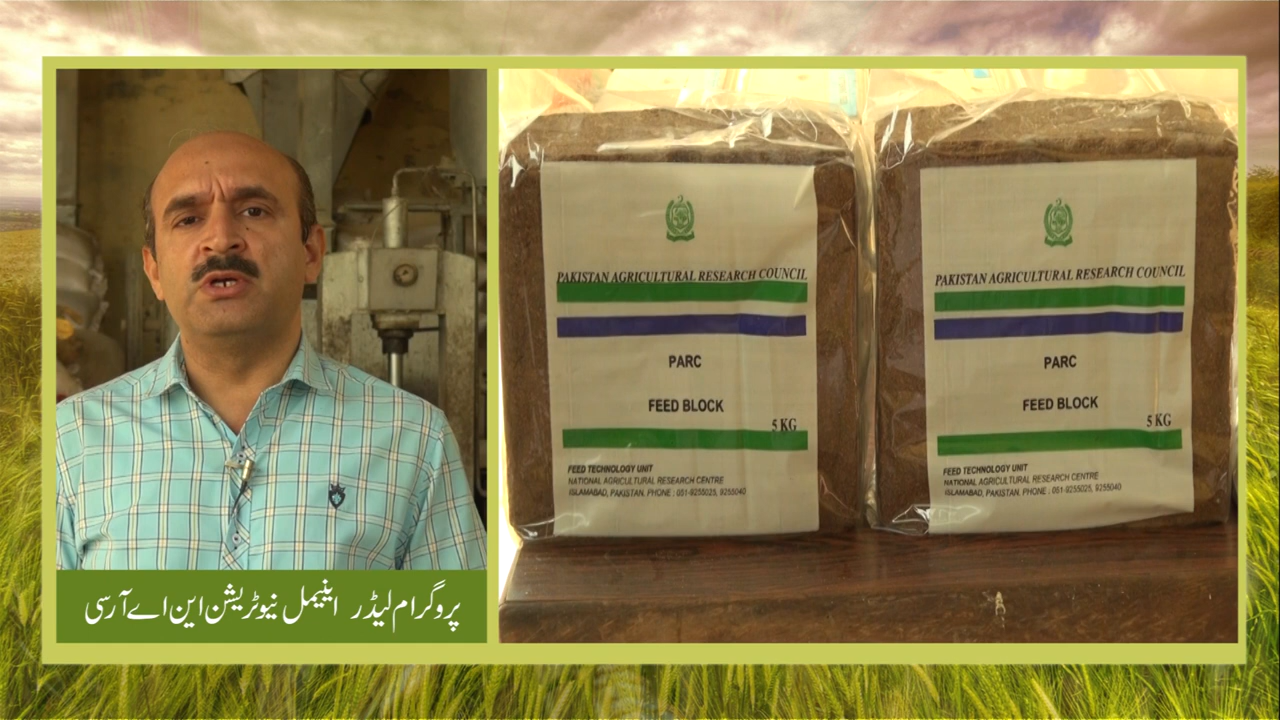 پروگرام لیڈر اینیمل نیوٹریشن این اے آر سی
PAKISTAN AGRICULTURAL RESEARCH COUNCIL
PARC
FEED BLOCK
5 KG
FEED TECHNOLOGY UNIT
NATIONAL AGRICULTURAL RESEARCH CENTRE
ISLAMABAD, PAKISTAN. PHONE : 051-9255025, 9255040
PAKISTAN AGRICULTURAL RESEARCH COUNCIL
PARC
FEED BLOCK
5 KG
FEED TECHNOLOGY UNIT
NATIONAL AGRICULTURAL RESEARCH CENTRE
ISLAMABAD, PAKISTAN. PHONE : 051-9255025, 9255040